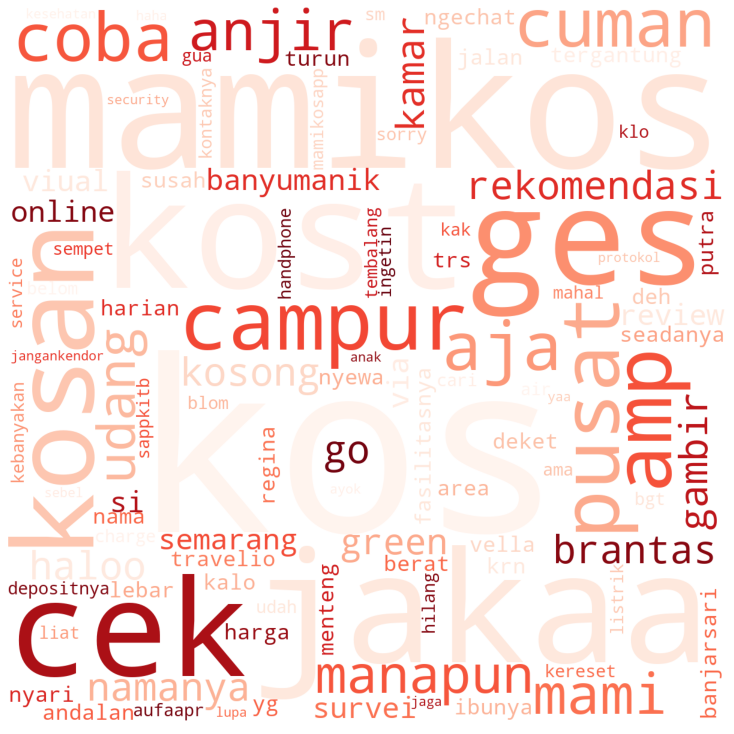 kesehatan
haha
sm
ngechat
coba
anjir
cuman
gua
turun
kamar
jalan
tergantung
mamikos
security
kontaknya
mamikosapp
sorry
klo
viual
susah
banyumanik
rekomendasi
online
kost
ges
putra
sempet
handphone
tembalang
ingetin
kak
trs
protokol
service
belom
kosan
harian
campur
mahal
deh
review
aja
pusat
seadanya
jangankendor
udang
sappkitb
kosong
nyewa
anak
via
cari
air
yaa
amp
gambir
kebanyakan
blom
kos
go
fasilitasnya
deket
si
nama
regina
area
ama
bgt
sebel
ayok
charge
semarang
green
vella
brantas
haloo
travelio
berat
krn
listrik
depositnya
lebar
kalo
menteng
hilang
jakaa
cek
udah
liat
harga
banjarsari
nyari
namanya
manapun
kereset
mami
andalan
aufaapr
lupa
yg
survei
jaga
ibunya